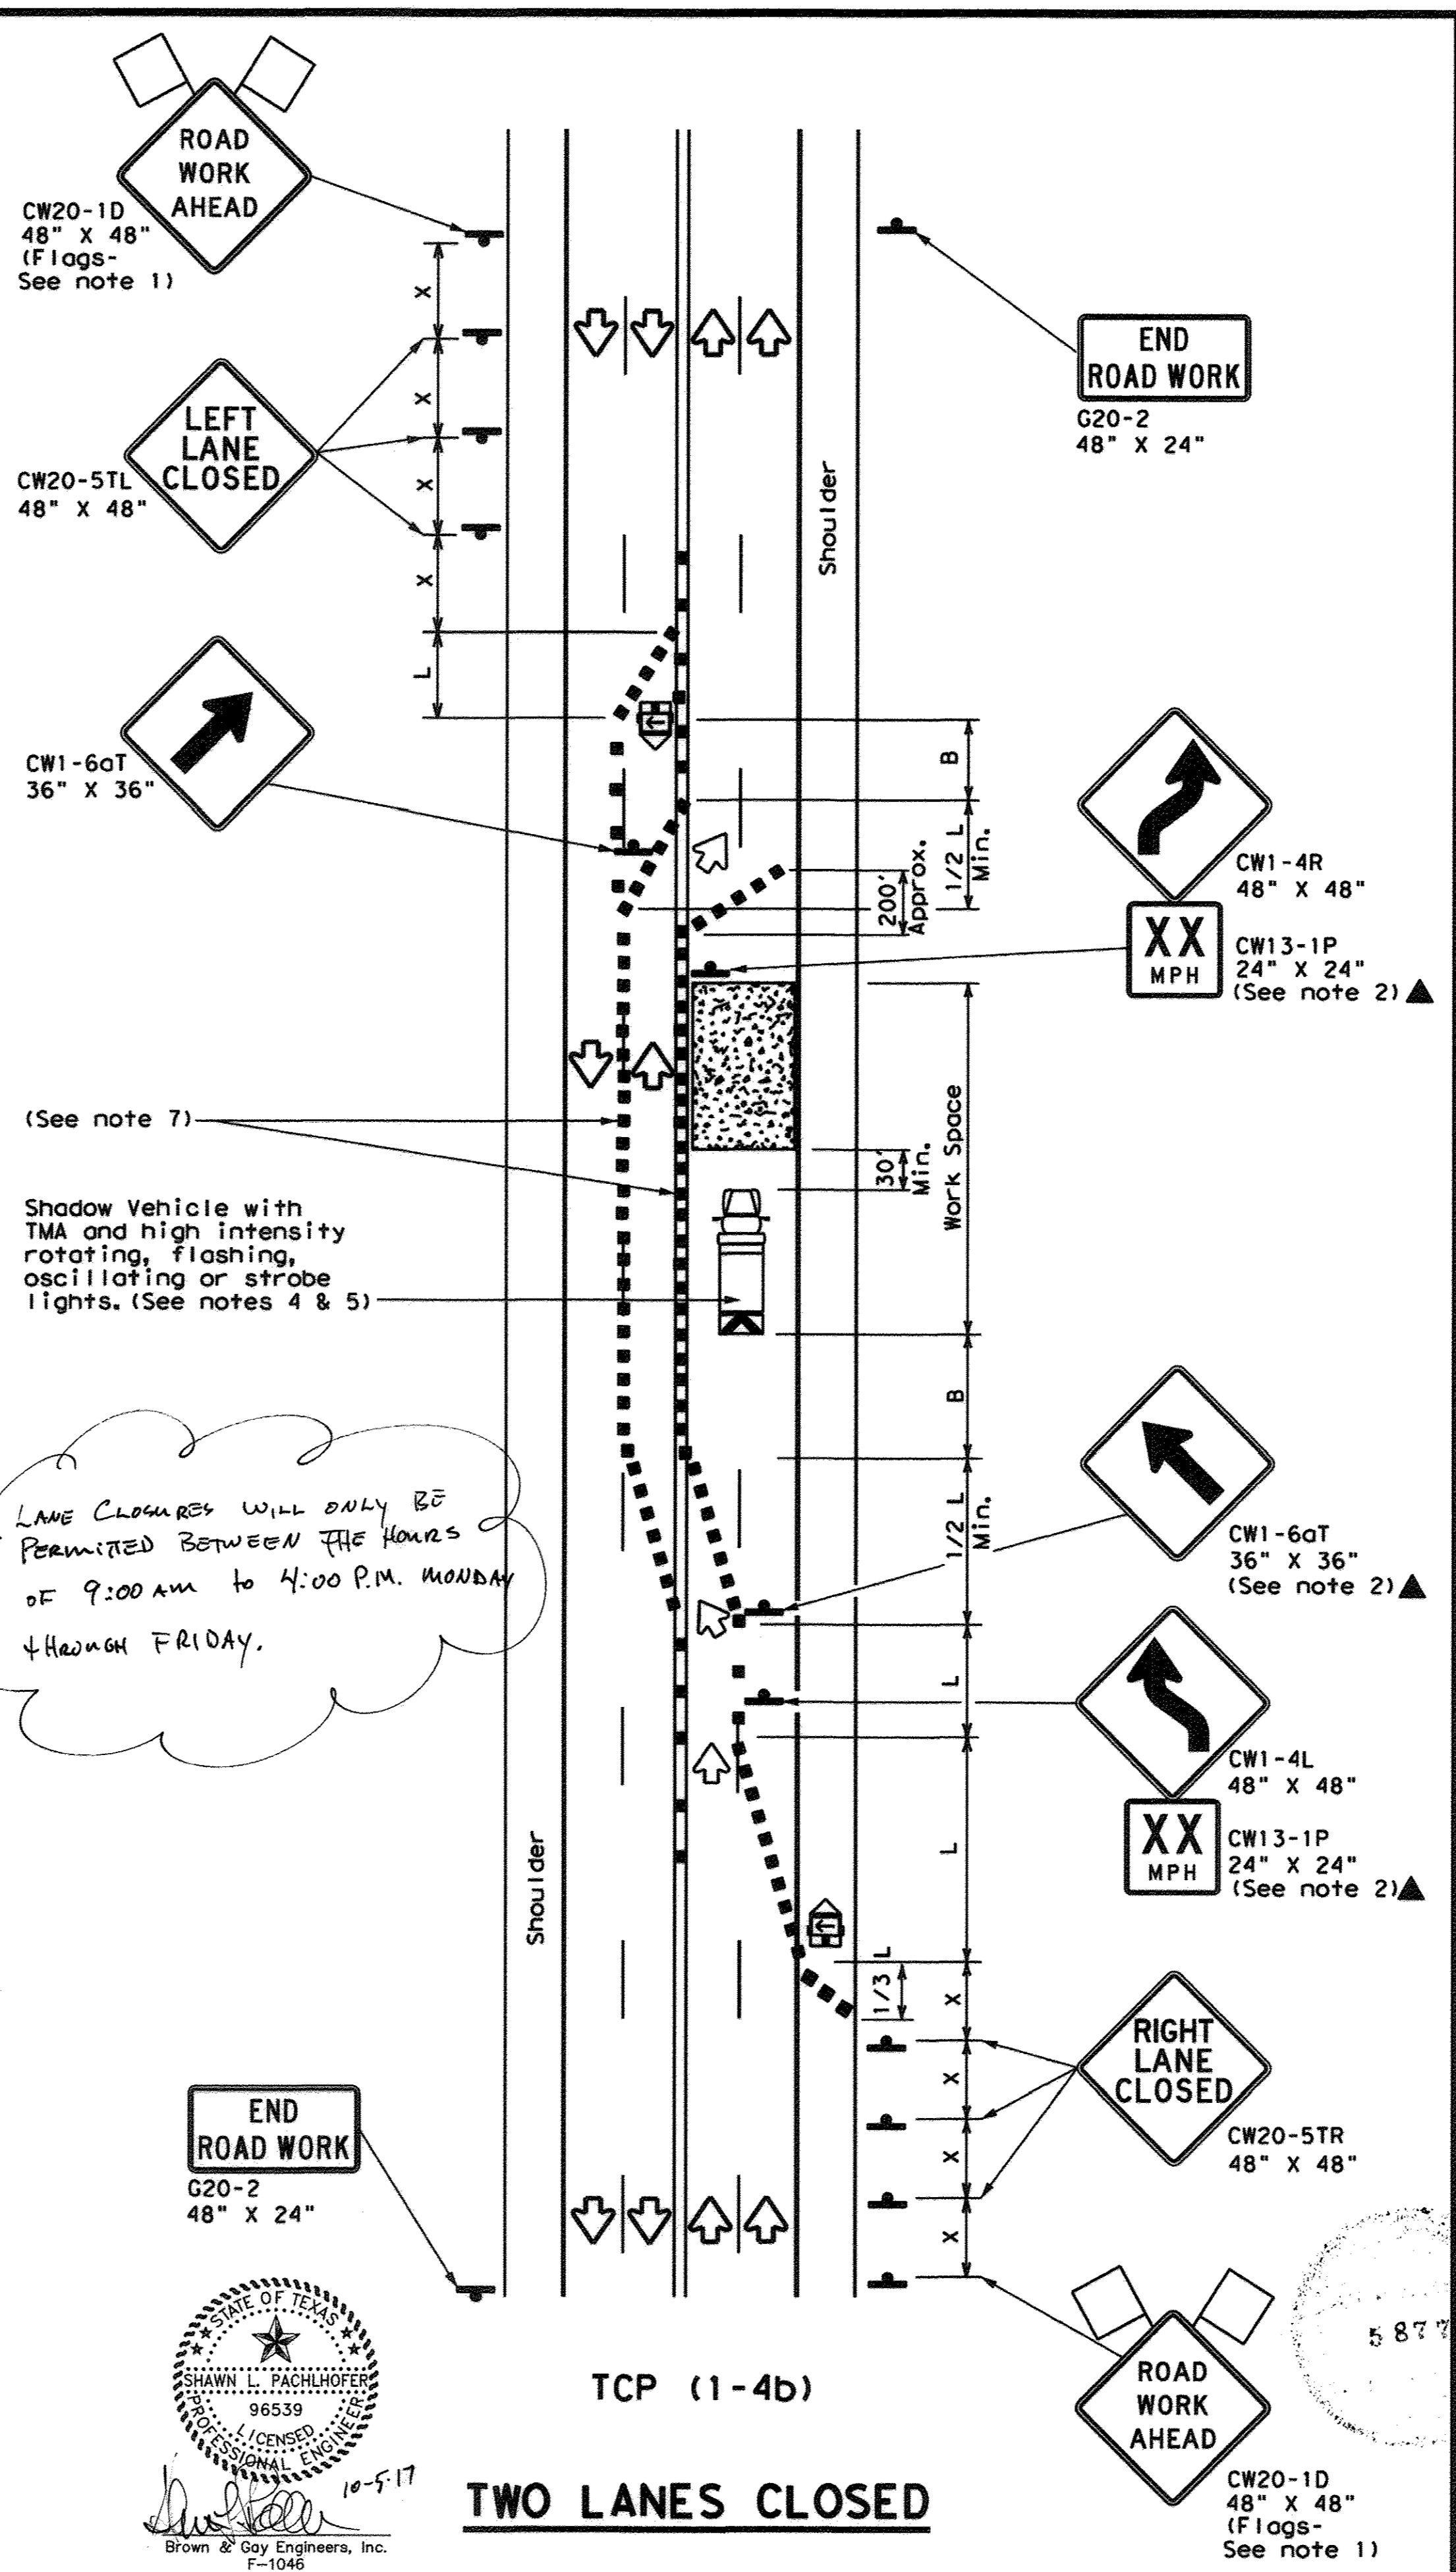 ROAD
WORK
AHEAD
CW20-1D
48" X 48"
(Flags-
See note 1)
X
X
X
X
L
LEFT
LANE
CLOSED
CW20-5TL
48" X 48"
END
ROAD WORK
G20-2
48" X 24"
Shoulder
CW1-6aT
36" X 36"
B
1/2 L
Min.
200'
Approx.
CW1-4R
48" X 48"
XX
MPH
CW13-1P
24" X 24"
(See note 2)
(See note 7)
30'
Min.
Work Space
Shadow Vehicle with
TMA and high intensity
rotating, flashing,
oscillating or strobe
lights. (See notes 4 & 5)
B
LANE CLOSURES WILL ONLY BE
PERMITTED BETWEEN THE HOURS
OF 9:00 AM to 4:00 P.M. MONDAY
THROUGH FRIDAY.
1/2 L
Min.
CW1-6aT
36" X 36"
(See note 2)
L
CW1-4L
48" X 48"
XX
MPH
CW13-1P
24" X 24"
(See note 2)
L
Shoulder
1/3 L
X
X
X
X
RIGHT
LANE
CLOSED
CW20-5TR
48" X 48"
END
ROAD WORK
G20-2
48" X 24"
STATE OF TEXAS
SHAWN L. PACHLHOFER
96539
LICENSED
PROFESSIONAL ENGINEER
10-5-17
Brown & Gay Engineers, Inc.
F-1046
TCP (1-4b)
TWO LANES CLOSED
5877
ROAD
WORK
AHEAD
CW20-1D
48" X 48"
(Flags-
See note 1)